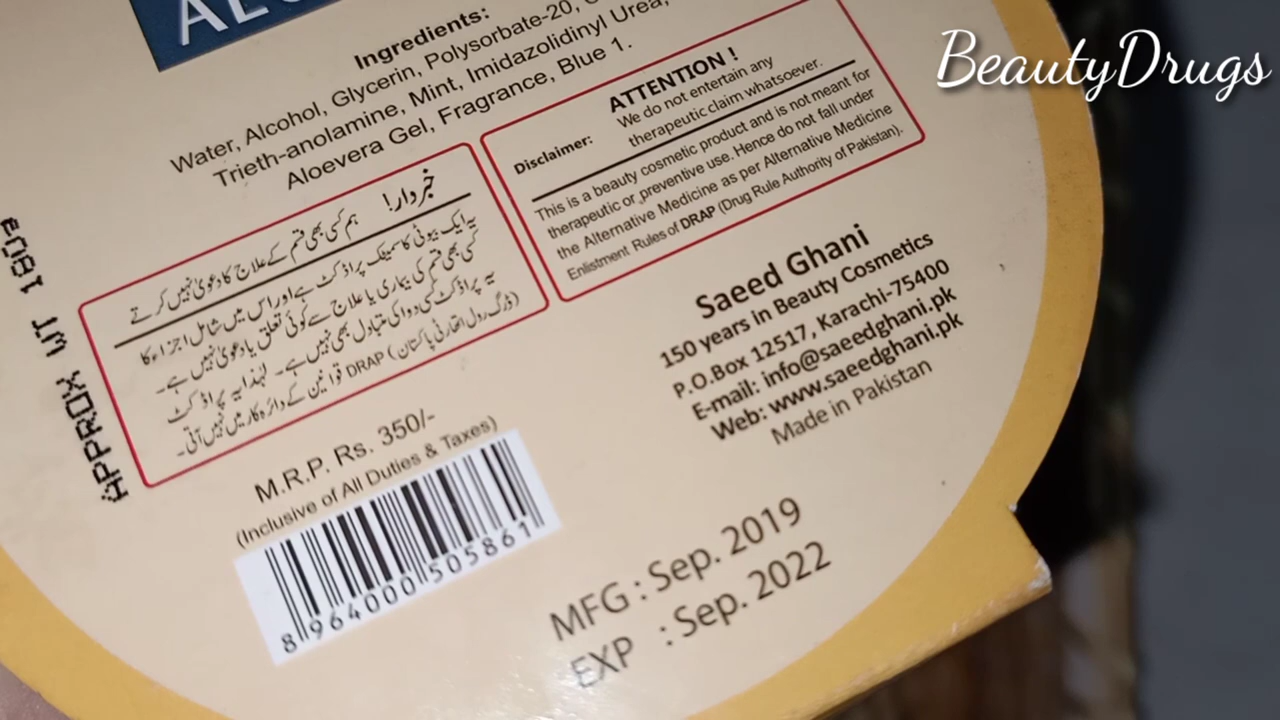 BeautyDrugs
Ingredients:
Water, Alcohol, Glycerin, Polysorbate-20,
Trieth-anolamine, Mint, Imidazolidinyl Urea,
Aloevera Gel, Fragrance, Blue 1.
ATTENTION !
Disclaimer: We do not entertain any
therapeutic claim whatsoever.
This is a beauty cosmetic product and is not meant for
therapeutic or preventive use. Hence do not fall under
the Alternative Medicine as per Alternative Medicine
Enlistment Rules of DRAP (Drug Rule Authority of Pakistan).
خبردار! ہم کسی بھی قسم کے علاج کا دعویٰ نہیں کرتے
یہ ایک بیوٹی کاسمیٹک پراڈکٹ ہے اور اس میں شامل اجزاء کا
کسی بھی قسم کی بیماری یا علاج سے کوئی تعلق یا دعویٰ نہیں ہے۔
یہ پراڈکٹ کسی دوا کی متبادل بھی نہیں ہے۔ لہٰذا یہ پراڈکٹ
DRAP (ڈرگ رول اتھارٹی پاکستان) قوانین کے دائرہ کار میں نہیں آتی۔
APPROX WT 180g
Saeed Ghani
150 years in Beauty Cosmetics
P.O.Box 12517, Karachi-75400
E-mail: info@saeedghani.pk
Web: www.saeedghani.pk
Made in Pakistan
M.R.P. Rs. 350/-
(Inclusive of All Duties & Taxes)
8 964000 505861
MFG : Sep. 2019
EXP : Sep. 2022